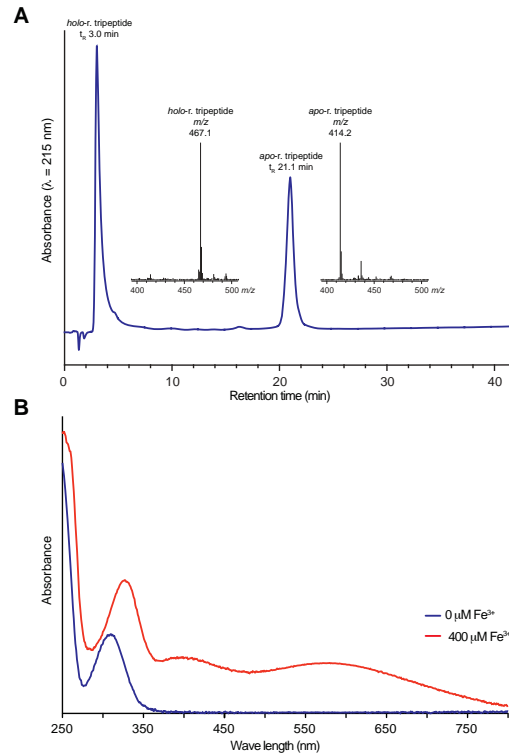 A
holo-r. tripeptide
tR 3.0 min
holo-r. tripeptide
m/z
467.1
apo-r. tripeptide
m/z
414.2
apo-r. tripeptide
tR 21.1 min
Absorbance (λ = 215 nm)
400 450 500 m/z
400 450 500 m/z
0 10 20 30 40
Retention time (min)
B
Absorbance
0 µM Fe³⁺
400 µM Fe³⁺
250 350 450 550 650 750
Wave length (nm)